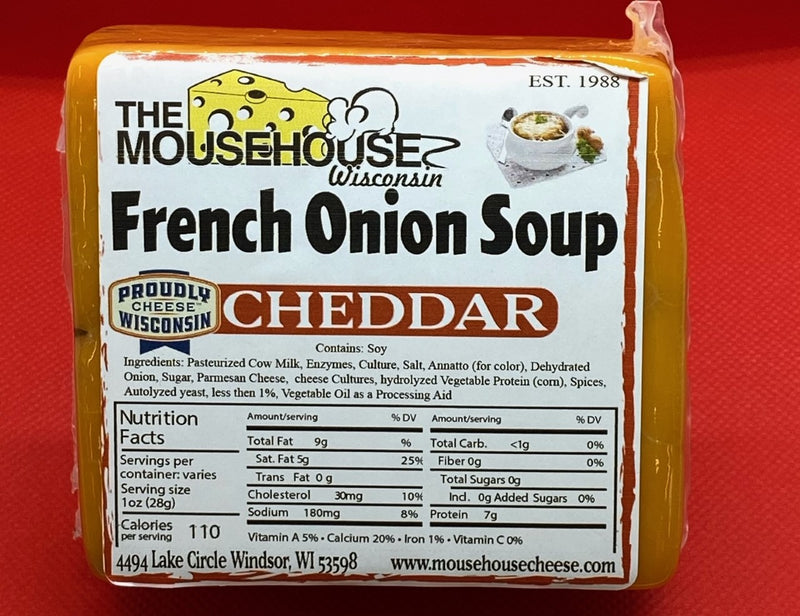 EST. 1988
THE
MOUSEHOUSE
Wisconsin
French Onion Soup
PROUDLY
CHEESE™
WISCONSIN
CHEDDAR
Contains: Soy
Ingredients: Pasteurized Cow Milk, Enzymes, Culture, Salt, Annatto (for color), Dehydrated
Onion, Sugar, Parmesan Cheese, cheese Cultures, hydrolyzed Vegetable Protein (corn), Spices,
Autolyzed yeast, less then 1%, Vegetable Oil as a Processing Aid
Nutrition
Facts
Servings per
container: varies
Serving size
1oz (28g)
Calories
per serving 110
Amount/serving % DV
Total Fat 9g %
Sat. Fat 5g 25%
Trans Fat 0 g
Cholesterol 30mg 10%
Sodium 180mg 8%
Amount/serving % DV
Total Carb. <1g 0%
Fiber 0g 0%
Total Sugars 0g
Incl. 0g Added Sugars 0%
Protein 7g
Vitamin A 5% • Calcium 20% • Iron 1% • Vitamin C 0%
4494 Lake Circle Windsor, WI 53598 www.mousehousecheese.com